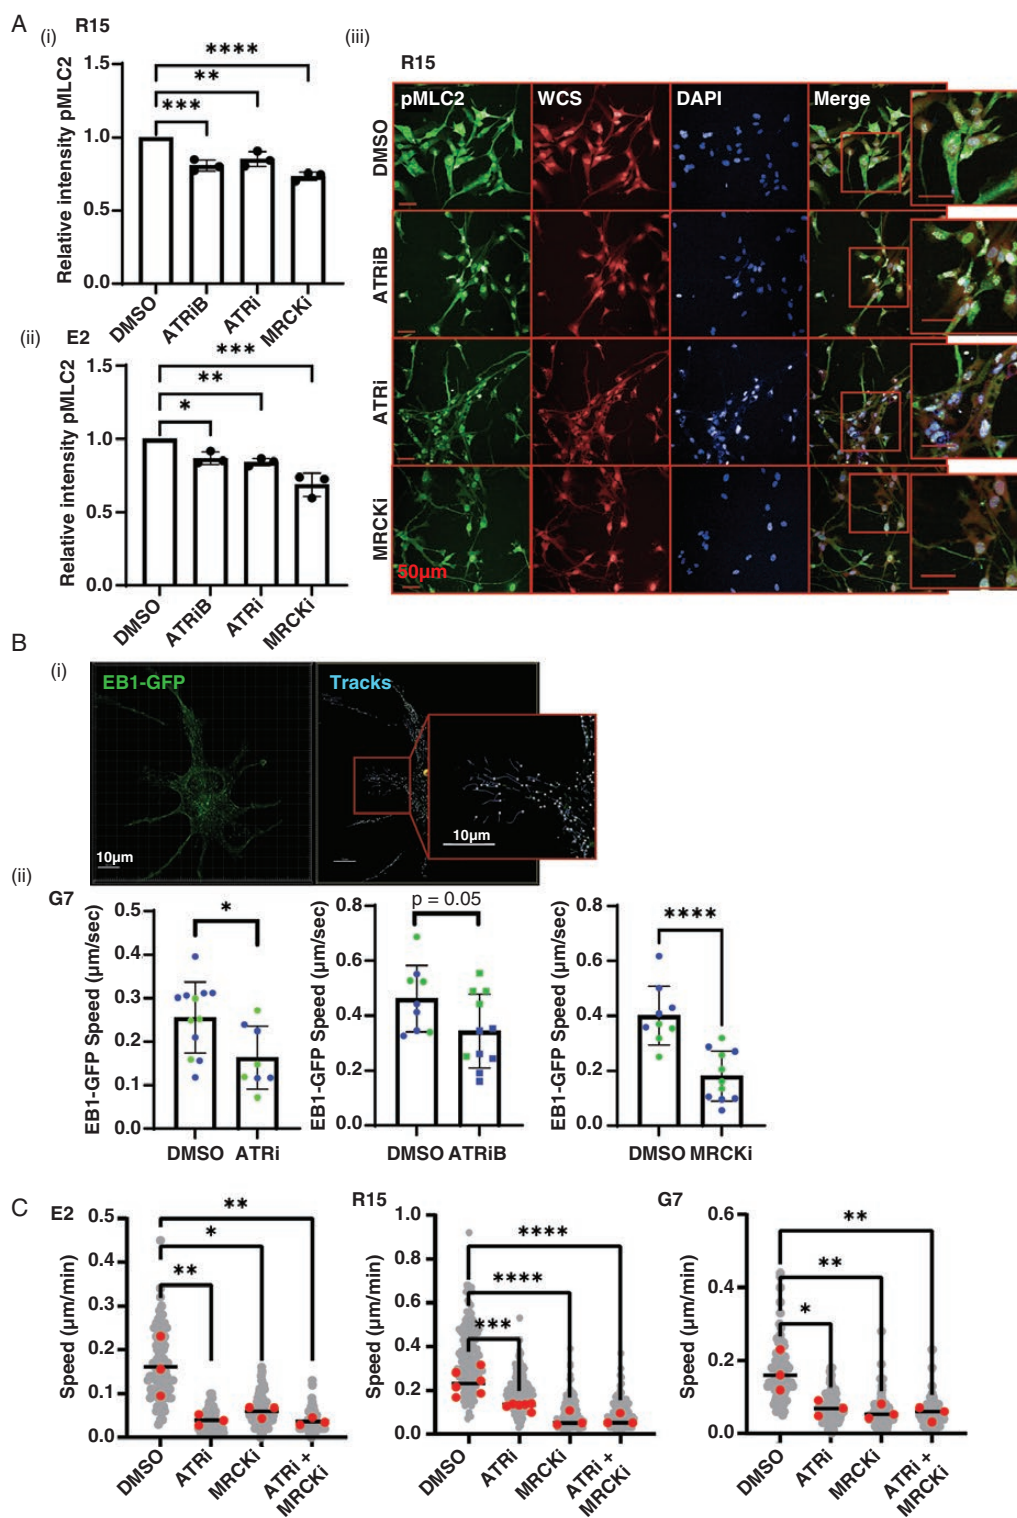 A
(i)
R15
Relative intensity pMLC2
1.5
1.0
0.5
0.0
****
**
***
DMSO
ATRiB
ATRi
MRCKi
(ii)
E2
Relative intensity pMLC2
1.5
1.0
0.5
0.0
***
**
*
DMSO
ATRiB
ATRi
MRCKi
(iii)
R15
pMLC2 WCS DAPI Merge
DMSO
ATRiB
ATRi
MRCKi
50µm
B
(i)
EB1-GFP
Tracks
10µm
10µm
(ii)
G7
EB1-GFP Speed (µm/sec)
0.5
0.4
0.3
0.2
0.1
0.0
*
DMSO ATRi
EB1-GFP Speed (µm/sec)
0.8
0.6
0.4
0.2
0.0
p = 0.05
DMSO ATRiB
EB1-GFP Speed (µm/sec)
0.8
0.6
0.4
0.2
0.0
****
DMSO MRCKi
C
E2
Speed (µm/min)
0.5
0.4
0.3
0.2
0.1
0.0
**
*
**
DMSO
ATRi
MRCKi
ATRi +
MRCKi
R15
Speed (µm/min)
1.0
0.8
0.6
0.4
0.2
0.0
****
****
***
DMSO
ATRi
MRCKi
ATRi +
MRCKi
G7
Speed (µm/min)
0.6
0.4
0.2
0.0
**
**
*
DMSO
ATRi
MRCKi
ATRi +
MRCKi